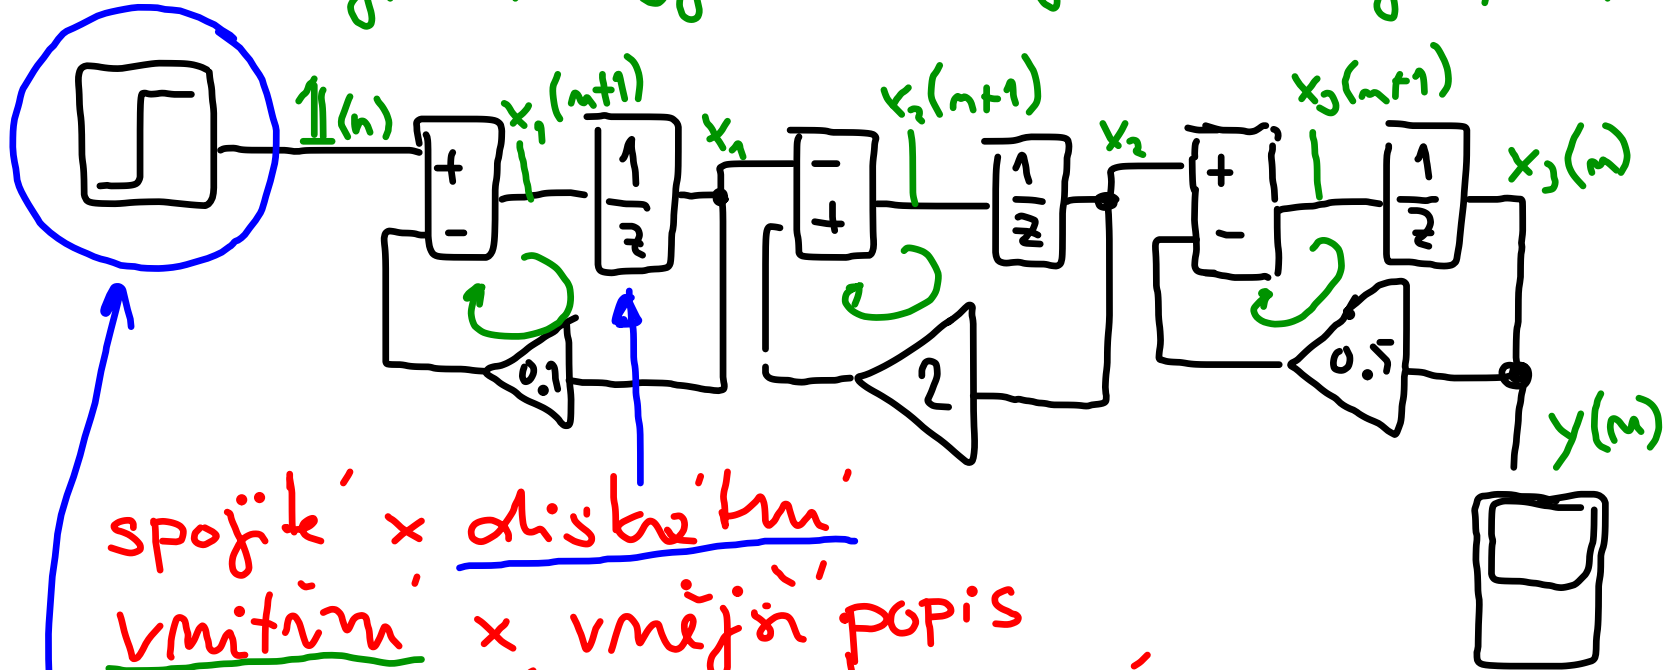 𝟙(n) x₁(n+1) x₁ x₂(n+1) x₂ x₃(n+1) x₃(n)
+ 1/z - + 1/z
- + - 1/z
0.1 2 0.5
y(n)
spojité × diskrétní
vnitřní × vnější popis